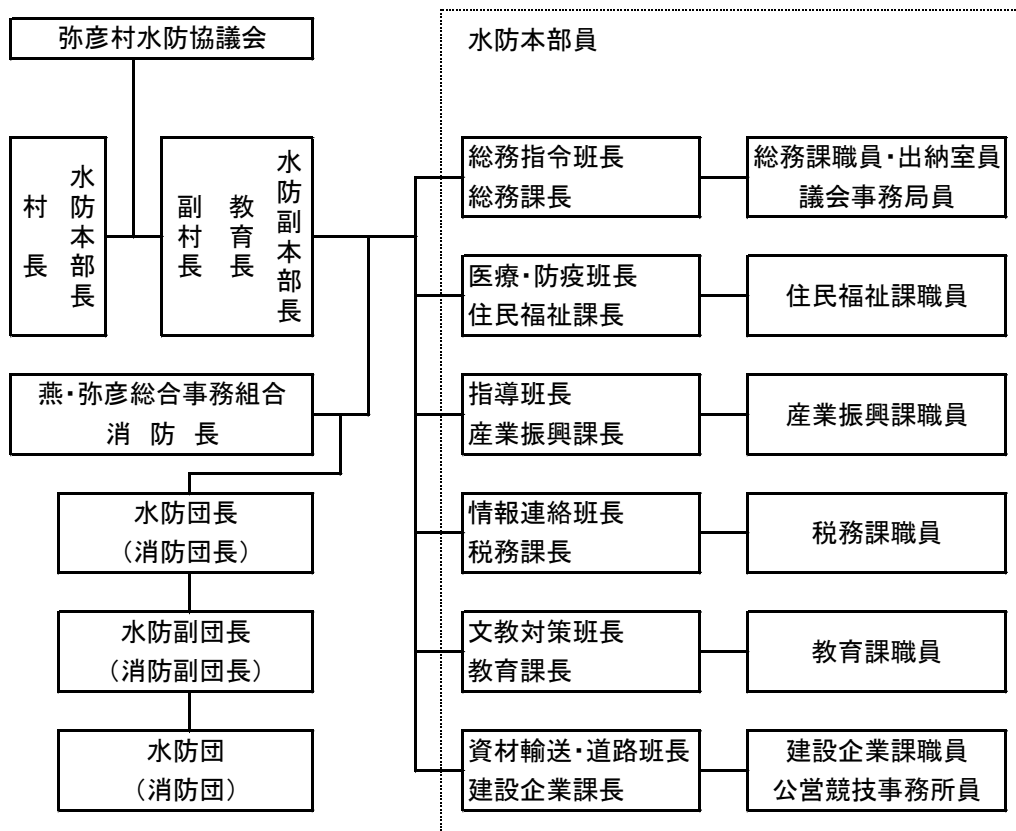 弥彦村水防協議会
水防本部長
村長
水防副本部長
教育長
副村長
燕・弥彦総合事務組合
消防長
水防団長
（消防団長）
水防副団長
（消防副団長）
水防団
（消防団）
水防本部員
総務指令班長
総務課長
総務課職員・出納室員
議会事務局員
医療・防疫班長
住民福祉課長
住民福祉課職員
指導班長
産業振興課長
産業振興課職員
情報連絡班長
税務課長
税務課職員
文教対策班長
教育課長
教育課職員
資材輸送・道路班長
建設企業課長
建設企業課職員
公営競技事務所員